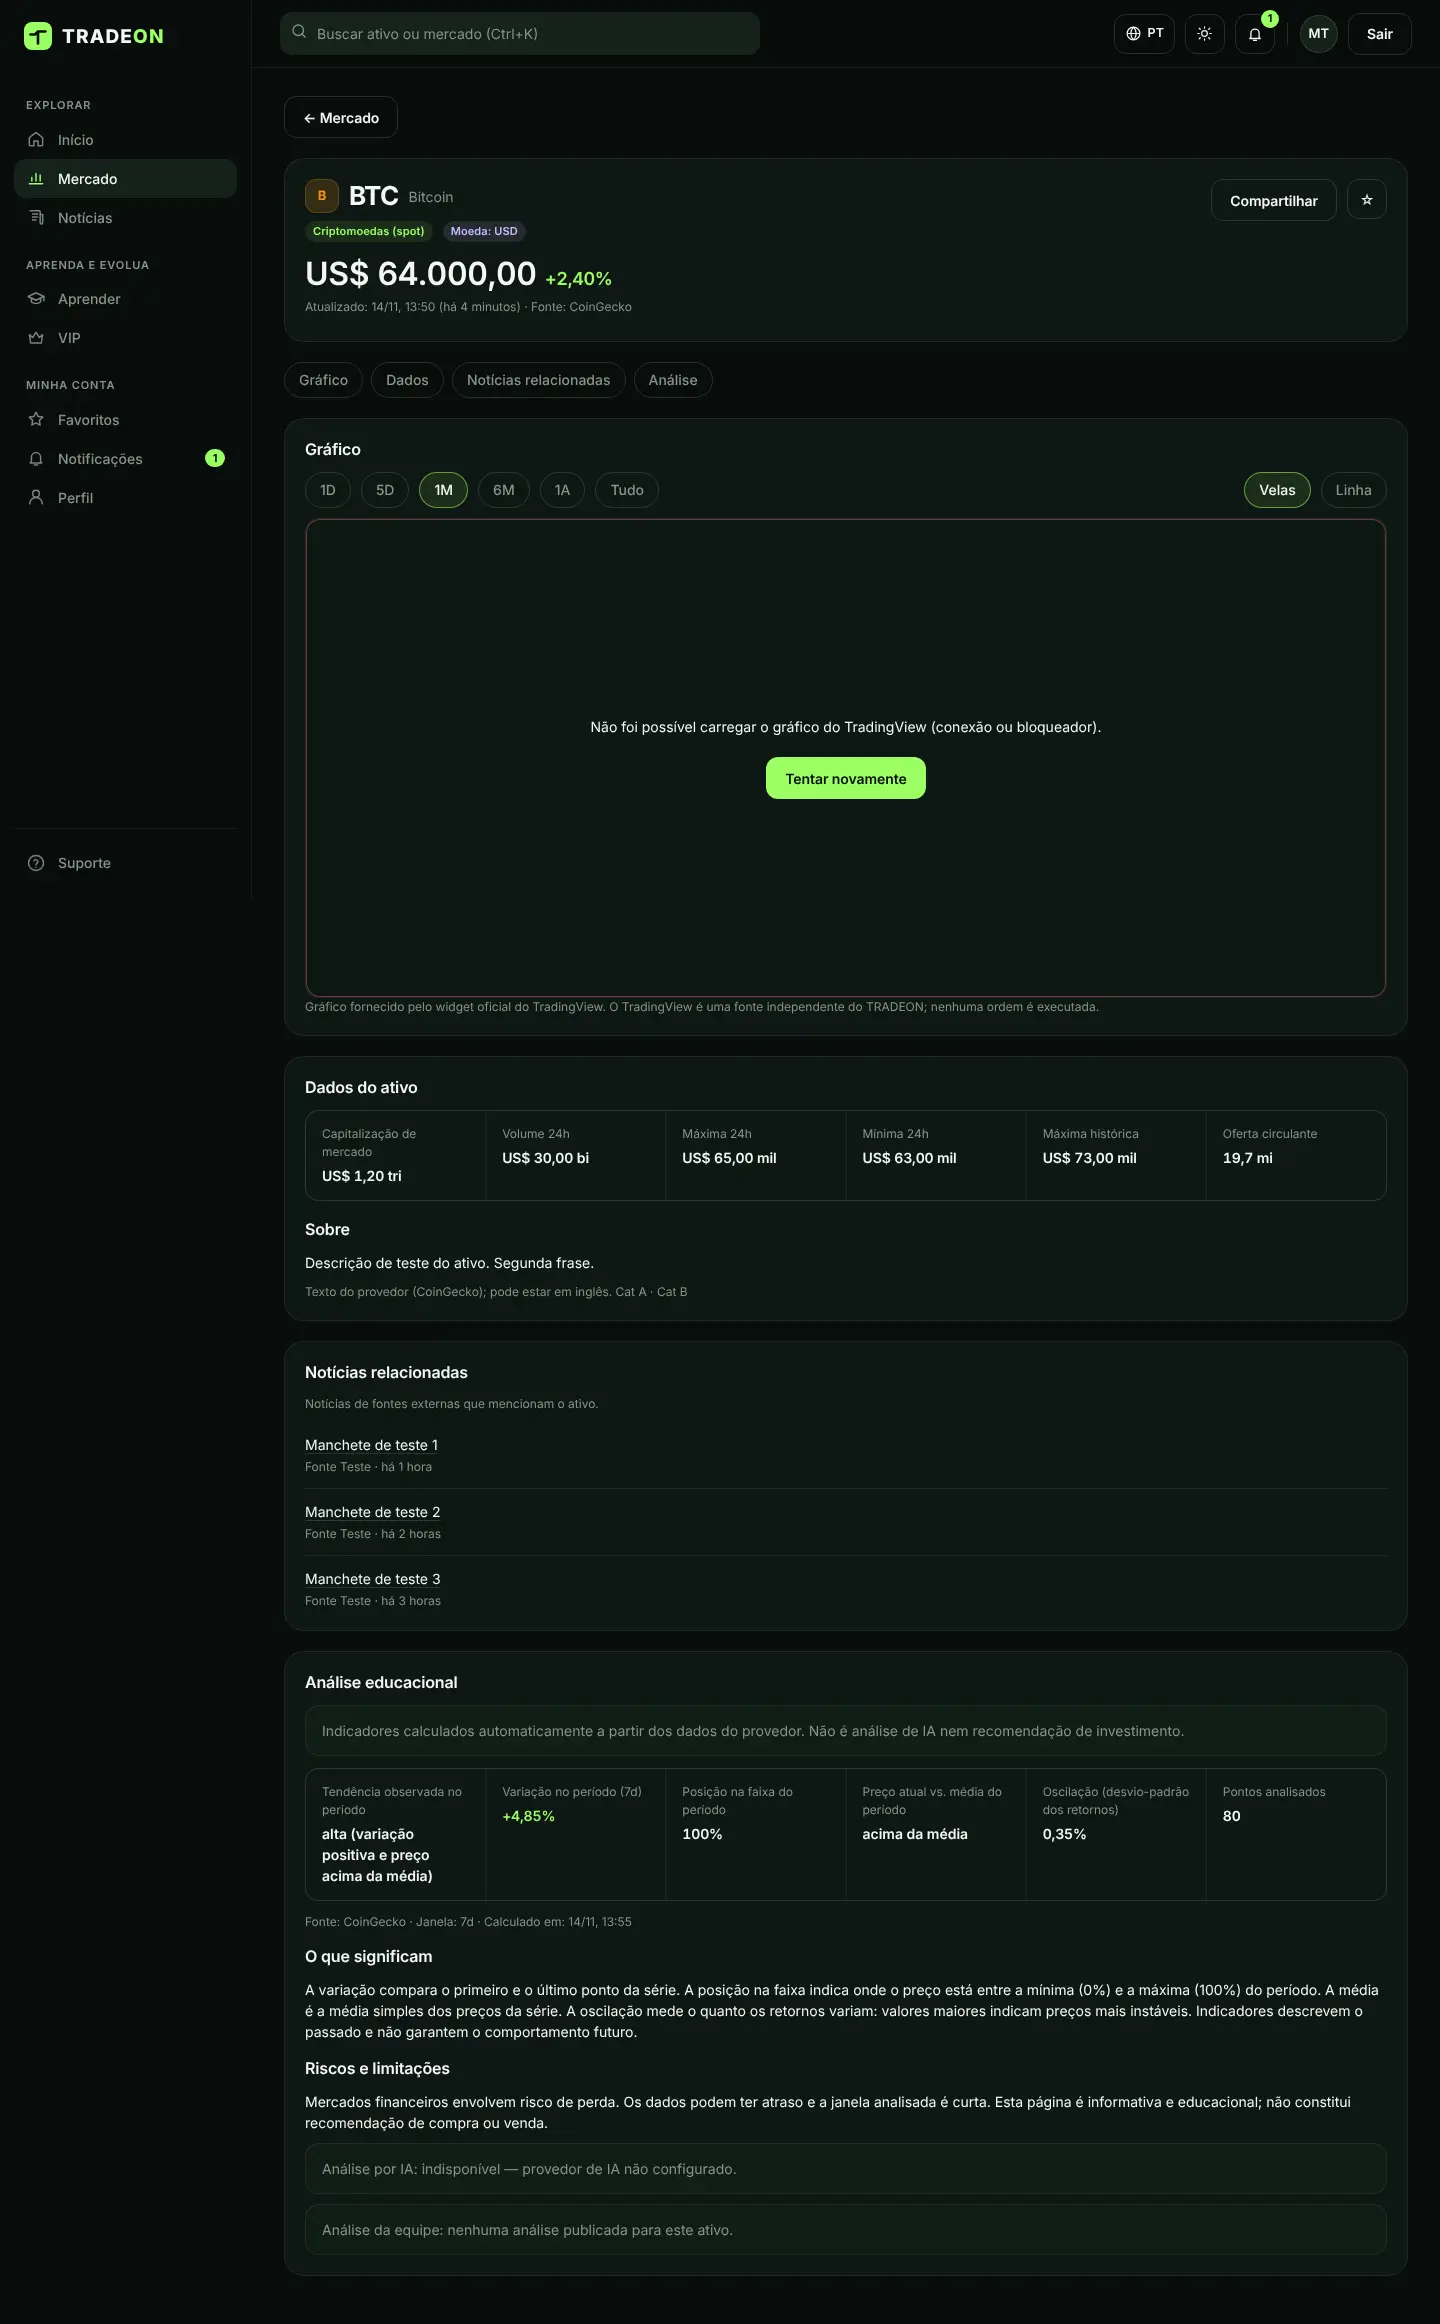 TRADEON
Buscar ativo ou mercado (Ctrl+K)
PT
1
MT
Sair
EXPLORAR
Início
Mercado
Notícias
APRENDA E EVOLUA
Aprender
VIP
MINHA CONTA
Favoritos
Notificações 1
Perfil
Suporte
← Mercado
B BTC Bitcoin
Compartilhar
Criptomoedas (spot) Moeda: USD
US$ 64.000,00 +2,40%
Atualizado: 14/11, 13:50 (há 4 minutos) · Fonte: CoinGecko
Gráfico Dados Notícias relacionadas Análise
Gráfico
1D 5D 1M 6M 1A Tudo Velas Linha
Não foi possível carregar o gráfico do TradingView (conexão ou bloqueador).
Tentar novamente
Gráfico fornecido pelo widget oficial do TradingView. O TradingView é uma fonte independente do TRADEON; nenhuma ordem é executada.
Dados do ativo
Capitalização de
mercado
US$ 1,20 tri
Volume 24h
US$ 30,00 bi
Máxima 24h
US$ 65,00 mil
Mínima 24h
US$ 63,00 mil
Máxima histórica
US$ 73,00 mil
Oferta circulante
19,7 mi
Sobre
Descrição de teste do ativo. Segunda frase.
Texto do provedor (CoinGecko); pode estar em inglês. Cat A · Cat B
Notícias relacionadas
Notícias de fontes externas que mencionam o ativo.
Manchete de teste 1
Fonte Teste · há 1 hora
Manchete de teste 2
Fonte Teste · há 2 horas
Manchete de teste 3
Fonte Teste · há 3 horas
Análise educacional
Indicadores calculados automaticamente a partir dos dados do provedor. Não é análise de IA nem recomendação de investimento.
Tendência observada no
período
alta (variação
positiva e preço
acima da média)
Variação no período (7d)
+4,85%
Posição na faixa do
período
100%
Preço atual vs. média do
período
acima da média
Oscilação (desvio-padrão
dos retornos)
0,35%
Pontos analisados
80
Fonte: CoinGecko · Janela: 7d · Calculado em: 14/11, 13:55
O que significam
A variação compara o primeiro e o último ponto da série. A posição na faixa indica onde o preço está entre a mínima (0%) e a máxima (100%) do período. A média
é a média simples dos preços da série. A oscilação mede o quanto os retornos variam: valores maiores indicam preços mais instáveis. Indicadores descrevem o
passado e não garantem o comportamento futuro.
Riscos e limitações
Mercados financeiros envolvem risco de perda. Os dados podem ter atraso e a janela analisada é curta. Esta página é informativa e educacional; não constitui
recomendação de compra ou venda.
Análise por IA: indisponível — provedor de IA não configurado.
Análise da equipe: nenhuma análise publicada para este ativo.